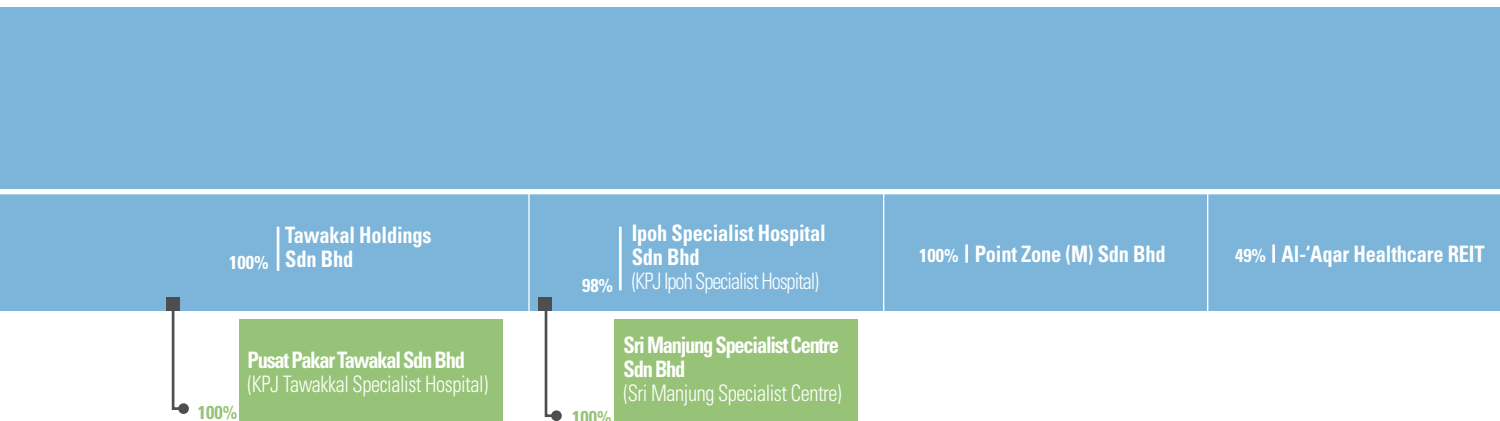 100%
Tawakal Holdings
Sdn Bhd
98%
Ipoh Specialist Hospital
Sdn Bhd
(KPJ Ipoh Specialist Hospital)
100% | Point Zone (M) Sdn Bhd
49% | Al-‘Aqar Healthcare REIT
100%
Pusat Pakar Tawakal Sdn Bhd
(KPJ Tawakkal Specialist Hospital)
100%
Sri Manjung Specialist Centre
Sdn Bhd
(Sri Manjung Specialist Centre)